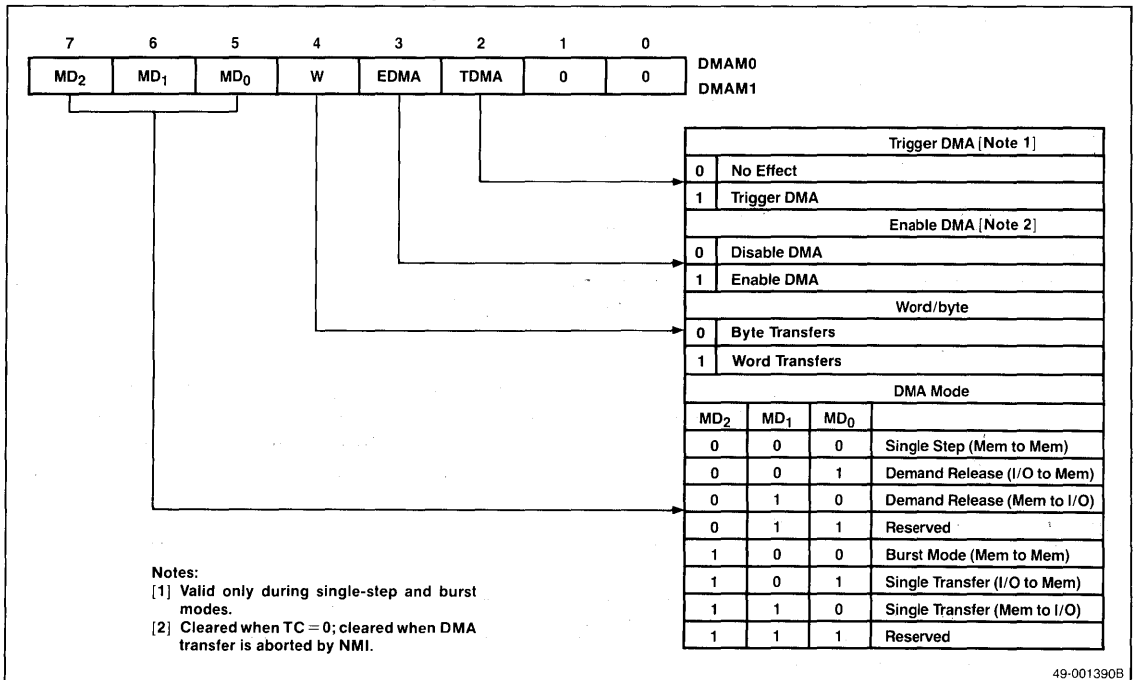 7 6 5 4 3 2 1 0
MD2 MD1 MD0 W EDMA TDMA 0 0
DMAM0
DMAM1
Trigger DMA [Note 1]
0 No Effect
1 Trigger DMA
Enable DMA [Note 2]
0 Disable DMA
1 Enable DMA
Word/byte
0 Byte Transfers
1 Word Transfers
DMA Mode
MD2 MD1 MD0
0 0 0 Single Step (Mem to Mem)
0 0 1 Demand Release (I/O to Mem)
0 1 0 Demand Release (Mem to I/O)
0 1 1 Reserved
1 0 0 Burst Mode (Mem to Mem)
1 0 1 Single Transfer (I/O to Mem)
1 1 0 Single Transfer (Mem to I/O)
1 1 1 Reserved
Notes:
[1] Valid only during single-step and burst
modes.
[2] Cleared when TC = 0; cleared when DMA
transfer is aborted by NMI.
49-001390B